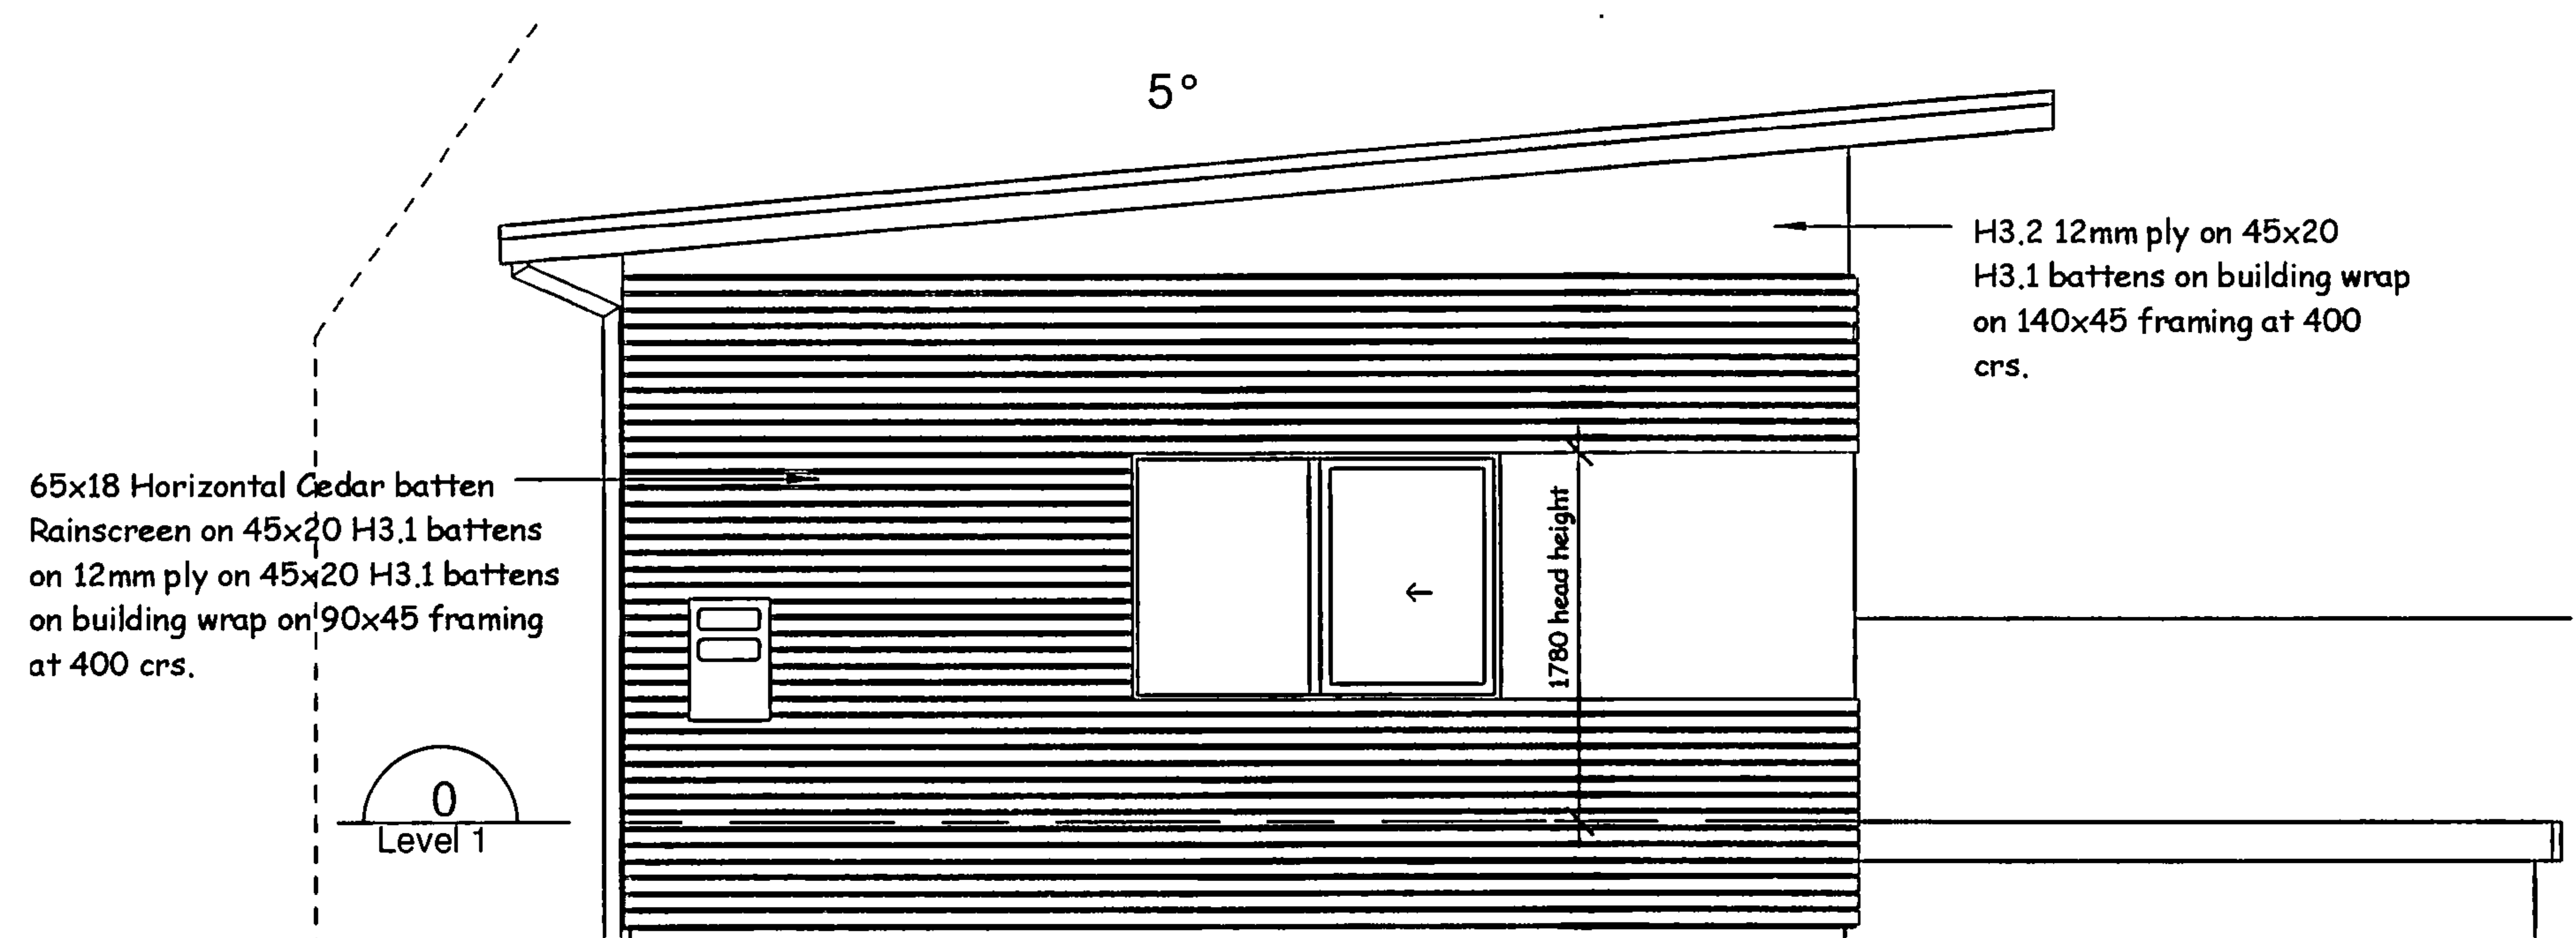 5°
H3.2 12mm ply on 45x20
H3.1 battens on building wrap
on 140x45 framing at 400
crs.
65x18 Horizontal Cedar batten
Rainscreen on 45x20 H3.1 battens
on 12mm ply on 45x20 H3.1 battens
on building wrap on 90x45 framing
at 400 crs.
1780 head height
0
Level 1